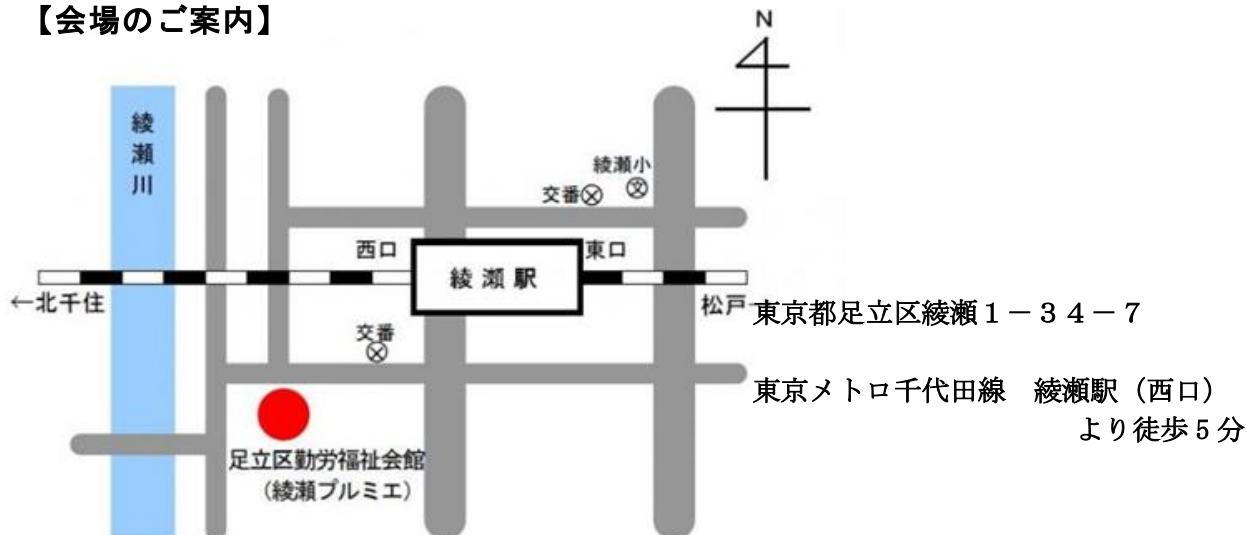 【会場のご案内】
N
綾瀬川
綾瀬小
交番
西口
東口
綾瀬駅
←北千住
松戸
東京都足立区綾瀬１－３４－７
交番
東京メトロ千代田線　綾瀬駅（西口）
より徒歩５分
足立区勤労福祉会館
（綾瀬プルミエ）